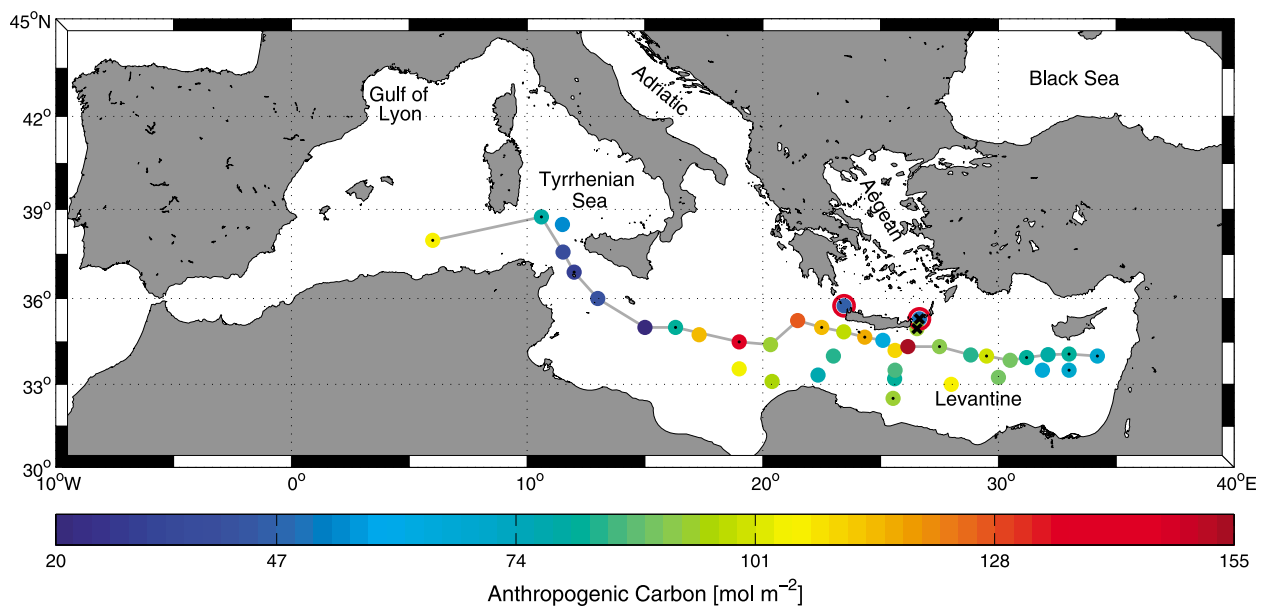 45°N
42°
39°
36°
33°
30°
10°W
0°
10°
20°
30°
40°E
Gulf of
Lyon
Adriatic
Black Sea
Tyrrhenian
Sea
Aegean
Levantine
20
47
74
101
128
155
Anthropogenic Carbon [mol m⁻²]